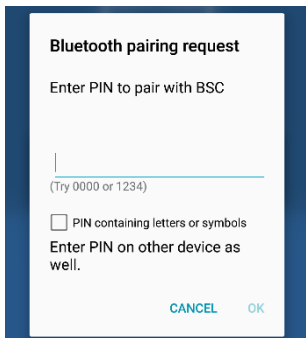 Bluetooth pairing request
Enter PIN to pair with BSC
(Try 0000 or 1234)
PIN containing letters or symbols
Enter PIN on other device as
well.
CANCEL OK